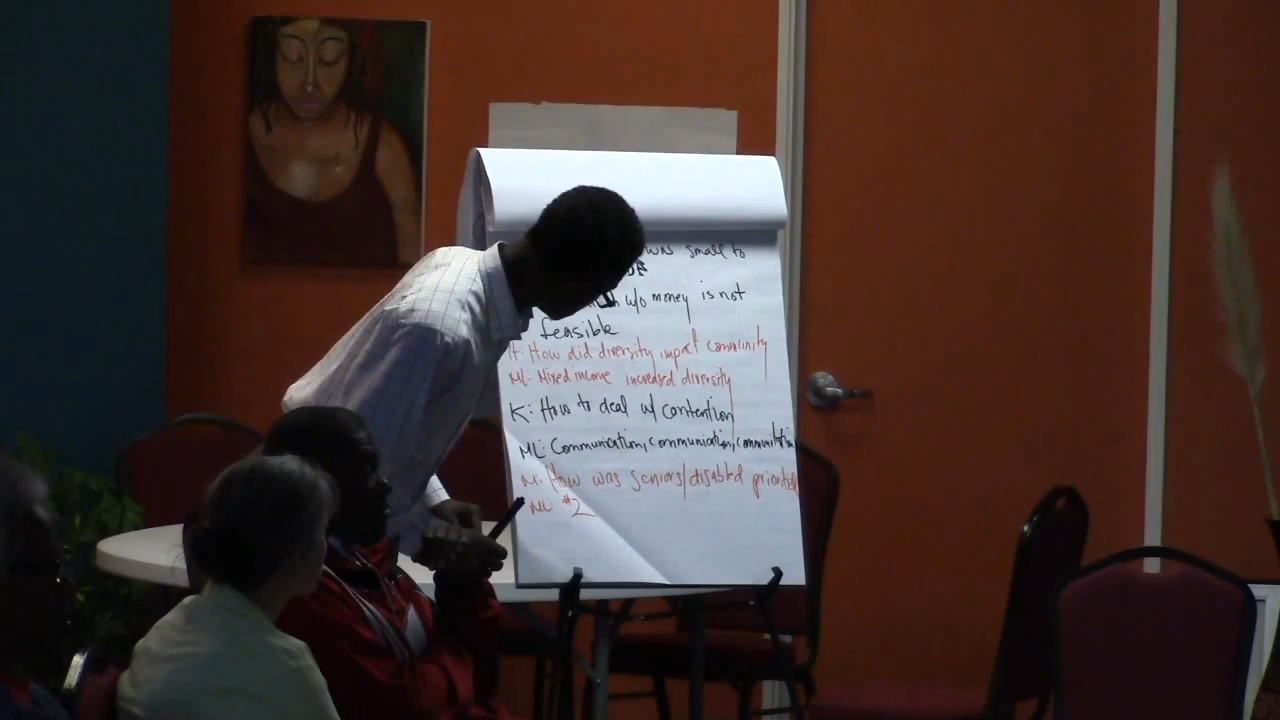 was small to
w/o money is not
feasible
How did diversity impact community
ML: Mixed income increased diversity
K: How to deal w/ contention
ML: Communication, communication, communication
How was seniors/disabled
ML: #2